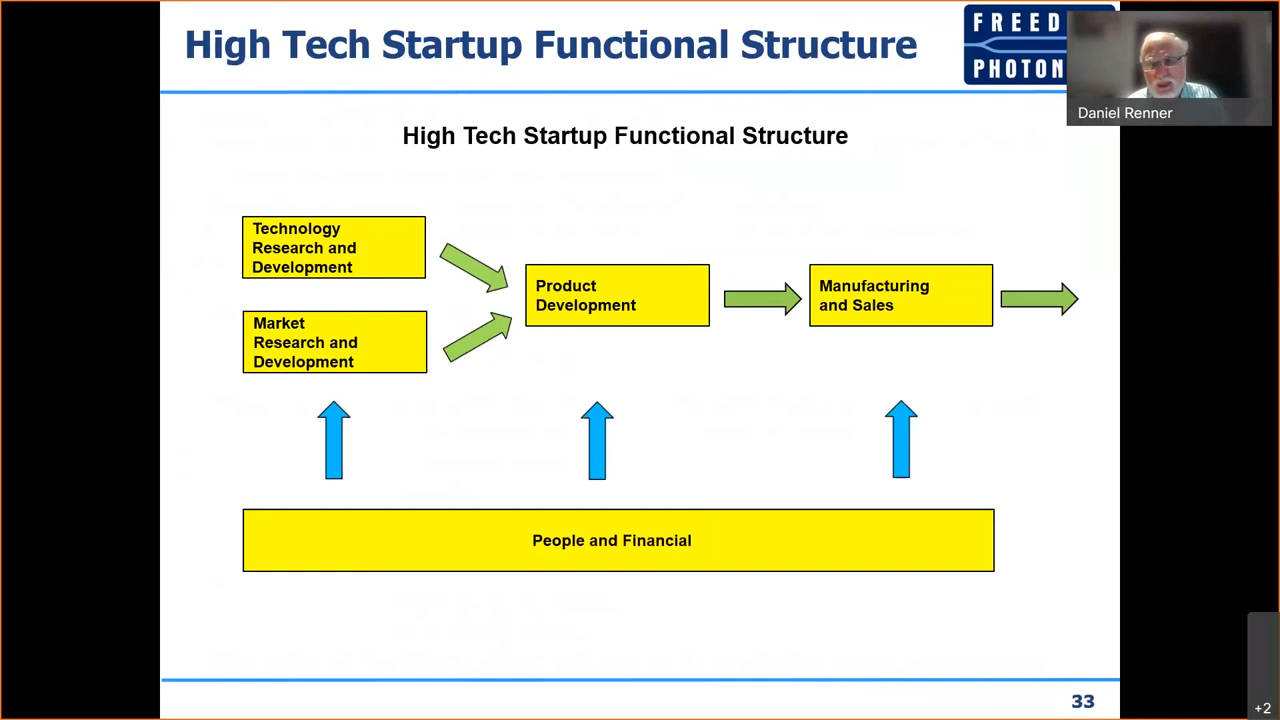 High Tech Startup Functional Structure
FREED
PHOTON
Daniel Renner
High Tech Startup Functional Structure
Technology
Research and
Development
Market
Research and
Development
Product
Development
Manufacturing
and Sales
People and Financial
33
+2